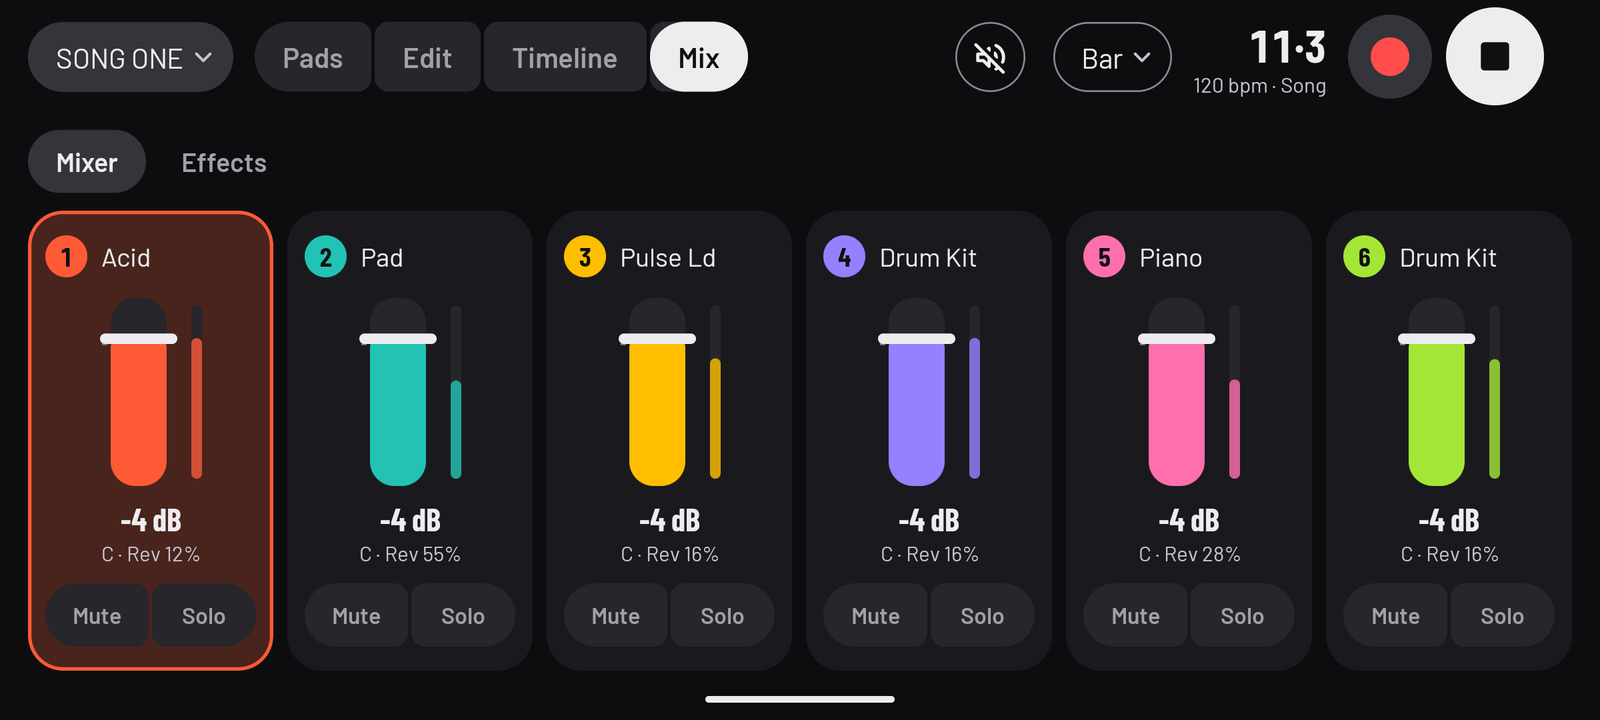 SONG ONE
Pads
Edit
Timeline
Mix
Bar
11·3
120 bpm · Song
Mixer
Effects
1 Acid
2 Pad
3 Pulse Ld
4 Drum Kit
5 Piano
6 Drum Kit
-4 dB
-4 dB
-4 dB
-4 dB
-4 dB
-4 dB
C · Rev 12%
C · Rev 55%
C · Rev 16%
C · Rev 16%
C · Rev 28%
C · Rev 16%
Mute Solo
Mute Solo
Mute Solo
Mute Solo
Mute Solo
Mute Solo